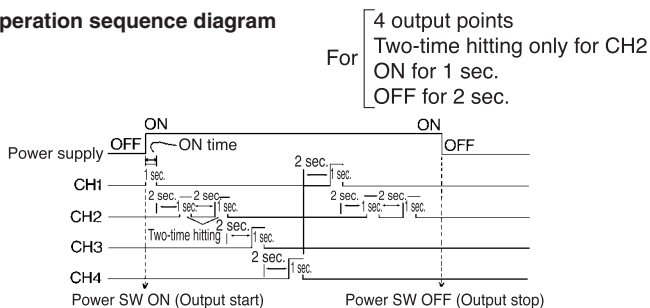 peration sequence diagram
For
4 output points
Two-time hitting only for CH2
ON for 1 sec.
OFF for 2 sec.
ON
ON
OFF
ON time
OFF
Power supply
2 sec.
1 sec.
1 sec.
CH1
2 sec.
2 sec.
2 sec.
2 sec.
1 sec.
1 sec.
1 sec.
1 sec.
CH2
Two-time hitting
2 sec.
1 sec.
CH3
2 sec.
1 sec.
CH4
Power SW ON (Output start)
Power SW OFF (Output stop)